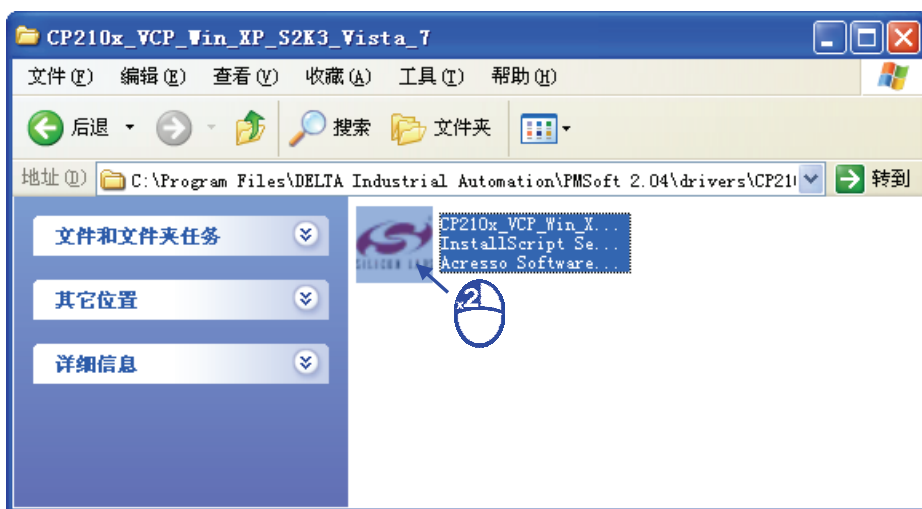 CP210x_VCP_Win_XP_S2K3_Vista_7
文件(F) 编辑(E) 查看(V) 收藏(A) 工具(T) 帮助(H)
后退 搜索 文件夹
地址(D) C:\Program Files\DELTA Industrial Automation\PMSoft 2.04\drivers\CP21
转到
文件和文件夹任务
其它位置
详细信息
SILICON LABS
CP210x_VCP_Win_X...
InstallScript Se...
Acresso Software...
x2